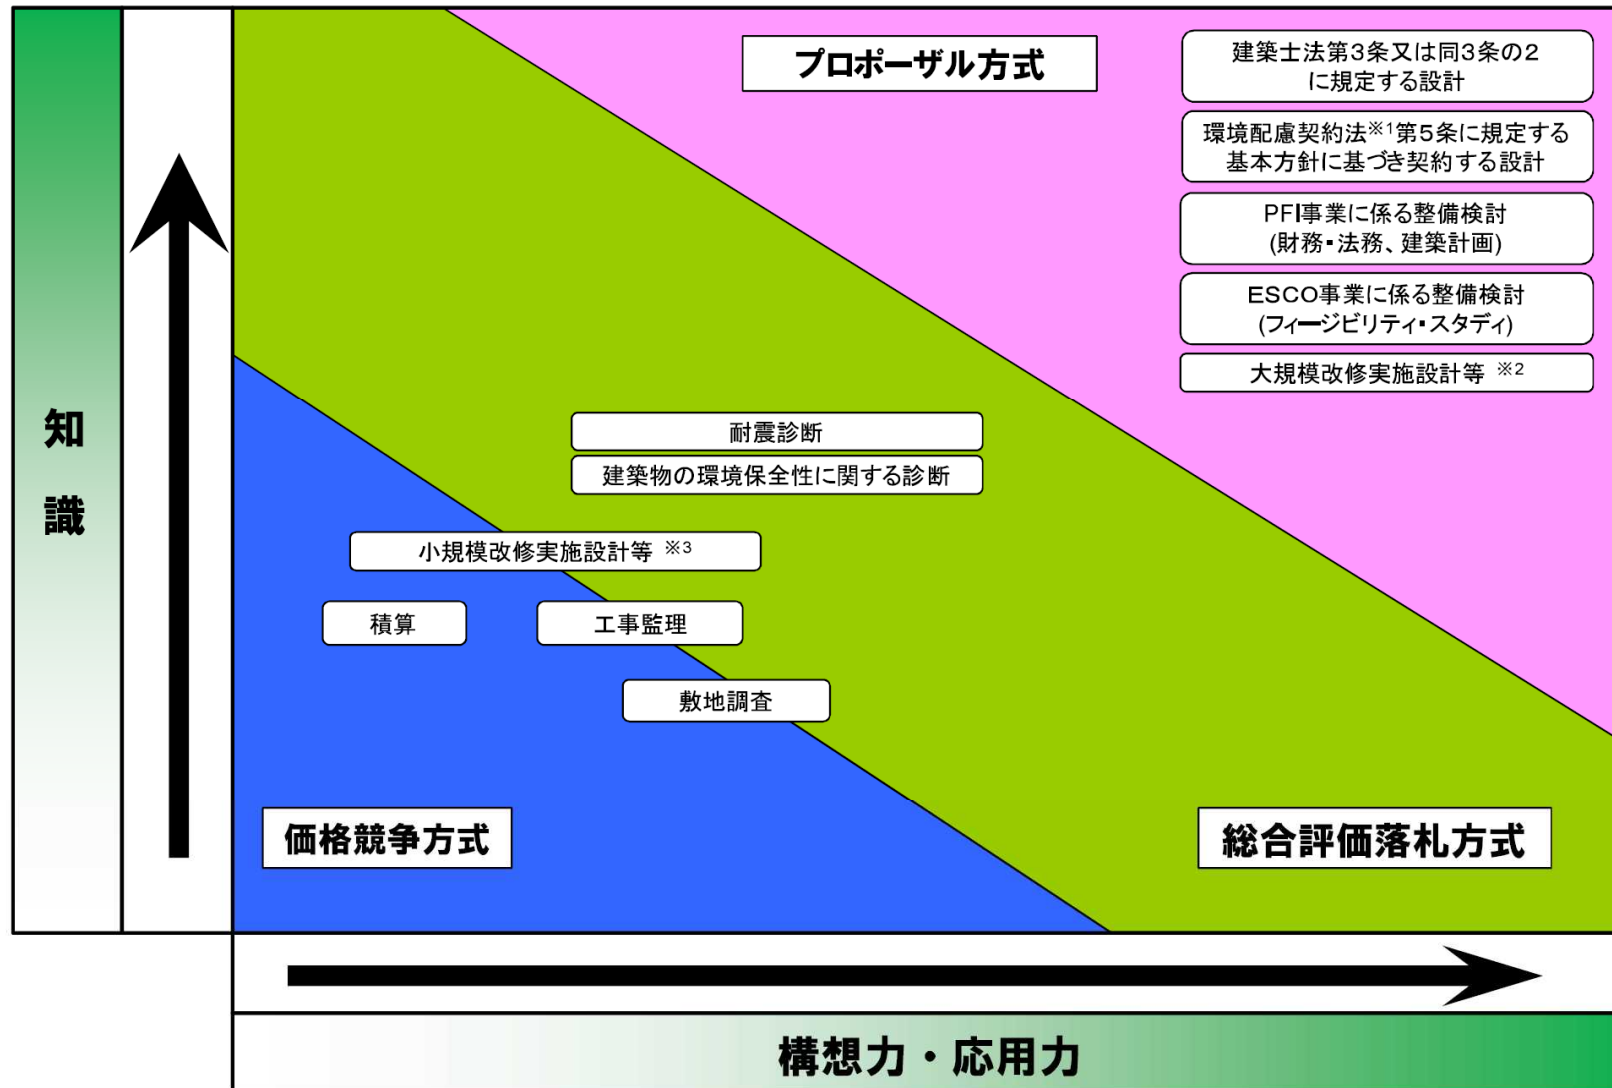 プロポーザル方式
建築士法第3条又は同3条の2
に規定する設計
環境配慮契約法※1第5条に規定する
基本方針に基づき契約する設計
PFI事業に係る整備検討
(財務・法務、建築計画)
ESCO事業に係る整備検討
(フィージビリティ・スタディ)
大規模改修実施設計等 ※2
知識
耐震診断
建築物の環境保全性に関する診断
小規模改修実施設計等 ※3
積算
工事監理
敷地調査
価格競争方式
総合評価落札方式
構想力・応用力